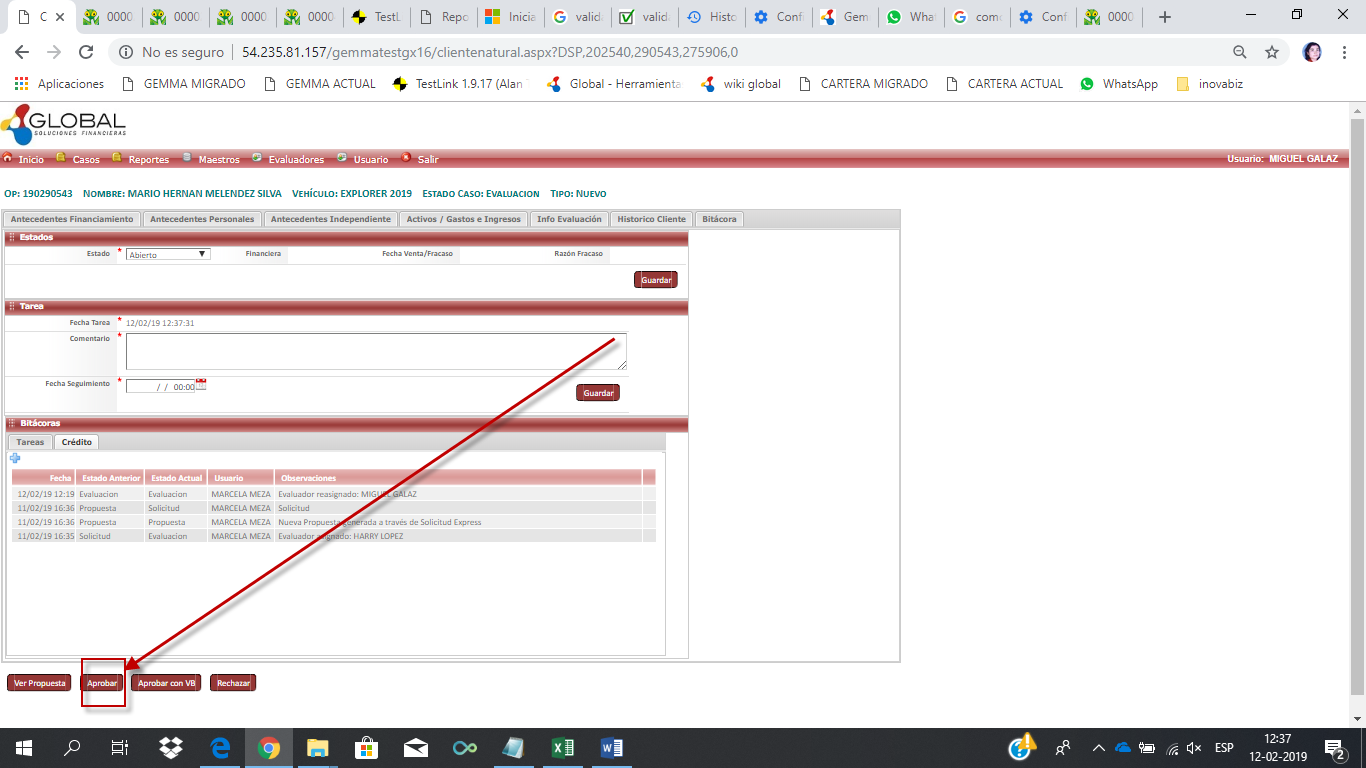 C
0000
0000
0000
0000
TestL
Repo
Inicia
valida
valida
Histo
Confi
Gem
What
como
Conf
0000
No es seguro | 54.235.81.157/gemmatestgx16/clientenatural.aspx?DSP,202540,290543,275906,0
Aplicaciones GEMMA MIGRADO GEMMA ACTUAL TestLink 1.9.17 (Alan Global - Herramienta wiki global CARTERA MIGRADO CARTERA ACTUAL WhatsApp inovabiz
GLOBAL
SOLUCIONES FINANCIERAS
Inicio Casos Reportes Maestros Evaluadores Usuario Salir Usuario: MIGUEL GALAZ
Op: 190290543 Nombre: MARIO HERNAN MELENDEZ SILVA Vehículo: EXPLORER 2019 Estado Caso: Evaluacion Tipo: Nuevo
Antecedentes Financiamiento Antecedentes Personales Antecedentes Independiente Activos / Gastos e Ingresos Info Evaluación Historico Cliente Bitácora
Estados
Estado * Abierto Financiera Fecha Venta/Fracaso Razón Fracaso
Guardar
Tarea
Fecha Tarea * 12/02/19 12:37:31
Comentario *
Fecha Seguimiento * / / 00:00
Guardar
Bitácoras
Tareas Crédito
Fecha Estado Anterior Estado Actual Usuario Observaciones
12/02/19 12:19 Evaluacion Evaluacion MARCELA MEZA Evaluador reasignado: MIGUEL GALAZ
11/02/19 16:36 Propuesta Solicitud MARCELA MEZA Solicitud
11/02/19 16:36 Propuesta Propuesta MARCELA MEZA Nueva Propuesta generada a través de Solicitud Express
11/02/19 16:35 Solicitud Evaluacion MARCELA MEZA Evaluador asignado: HARRY LOPEZ
Ver Propuesta Aprobar Aprobar con VB Rechazar
ESP
12:37
12-02-2019
2